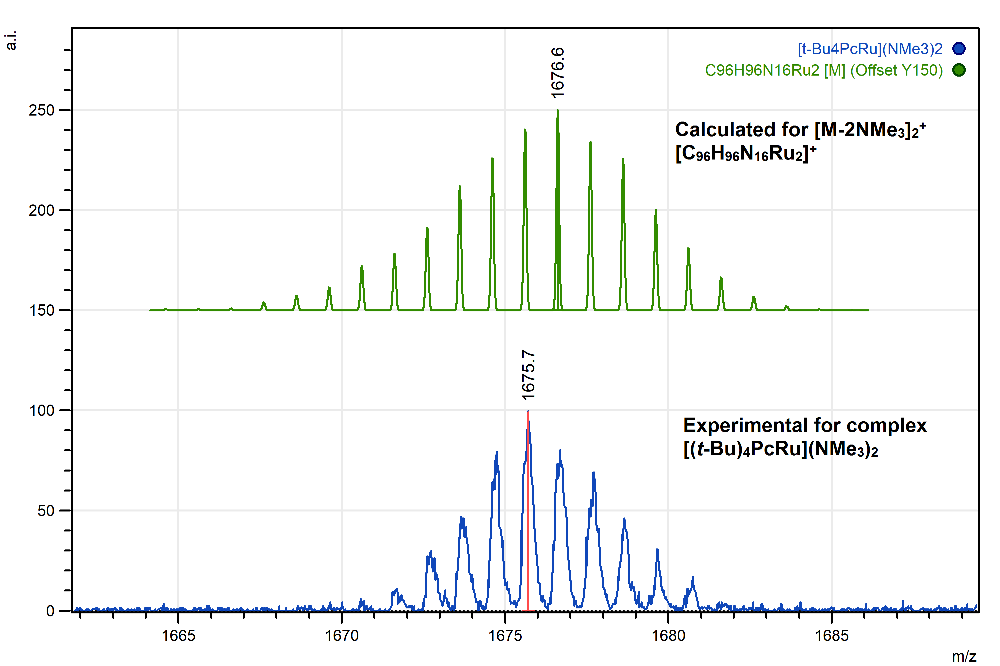 a.i.
[t-Bu4PcRu](NMe3)2
C96H96N16Ru2 [M] (Offset Y150)
1676.6
250
Calculated for [M-2NMe₃]₂⁺
[C₉₆H₉₆N₁₆Ru₂]⁺
200
150
1675.7
100
Experimental for complex
[(t-Bu)₄PcRu](NMe₃)₂
50
0
1665 1670 1675 1680 1685
m/z